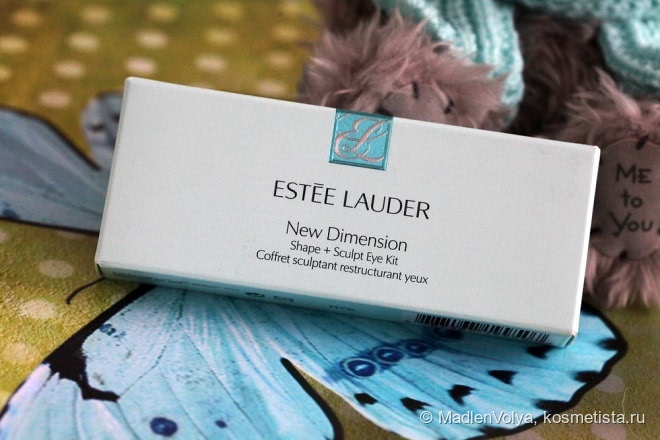 ESTĒE LAUDER
New Dimension
Shape + Sculpt Eye Kit
Coffret sculptant restructurant yeux
ME
to
You
© MadlenVolya, kosmetista.ru